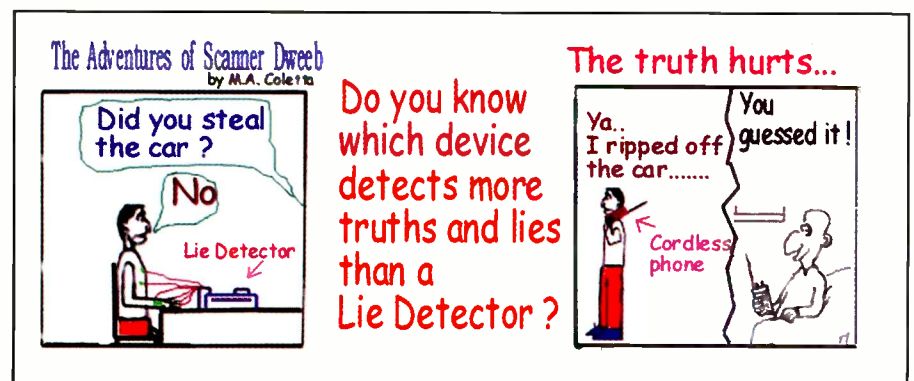 The Adventures of Scanner Dweeb
by M.A. Coletta
Did you steal
the car ?
No
Lie Detector
Do you know
which device
detects more
truths and lies
than a
Lie Detector ?
The truth hurts...
Ya..
I ripped off
the car.......
Cordless
phone
You
guessed it!